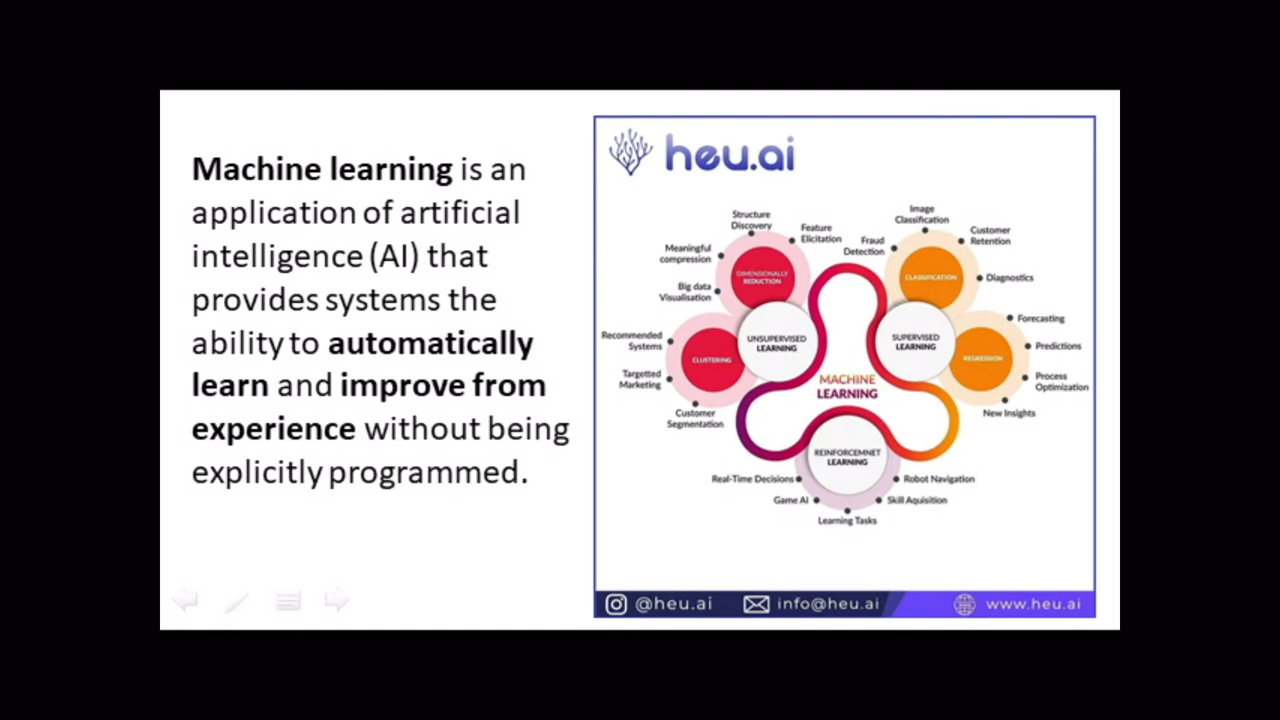 Machine learning is an
application of artificial
intelligence (AI) that
provides systems the
ability to automatically
learn and improve from
experience without being
explicitly programmed.
heu.ai
Structure
Discovery
Feature
Elicitation
Meaningful
compression
Big data
Visualisation
DIMENSIONALLY
REDUCTION
Recommended
Systems
Targetted
Marketing
Customer
Segmentation
CLUSTERING
UNSUPERVISED
LEARNING
Image
Classification
Fraud
Detection
Customer
Retention
Diagnostics
CLASSIFICATION
SUPERVISED
LEARNING
Forecasting
Predictions
Process
Optimization
New Insights
REGRESSION
MACHINE
LEARNING
REINFORCEMNET
LEARNING
Real-Time Decisions
Game AI
Learning Tasks
Skill Aquisition
Robot Navigation
@heu.ai
info@heu.ai
www.heu.ai